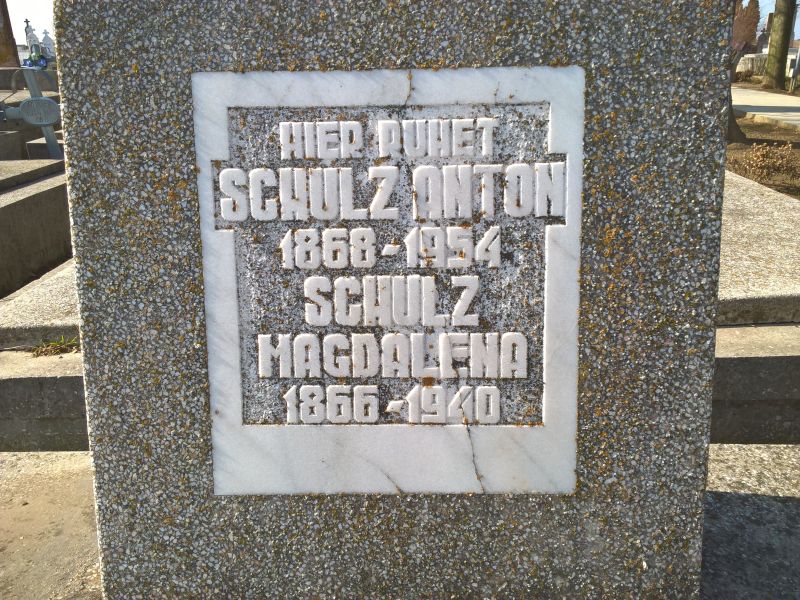 HIER RUHET
SCHULZ ANTON
1868-1954
SCHULZ
MAGDALENA
1866-1940